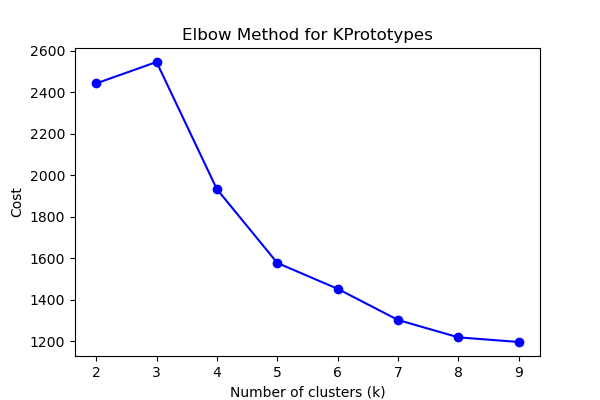 Elbow Method for KPrototypes
2600
2400
2200
2000
1800
1600
1400
1200
Cost
2 3 4 5 6 7 8 9
Number of clusters (k)